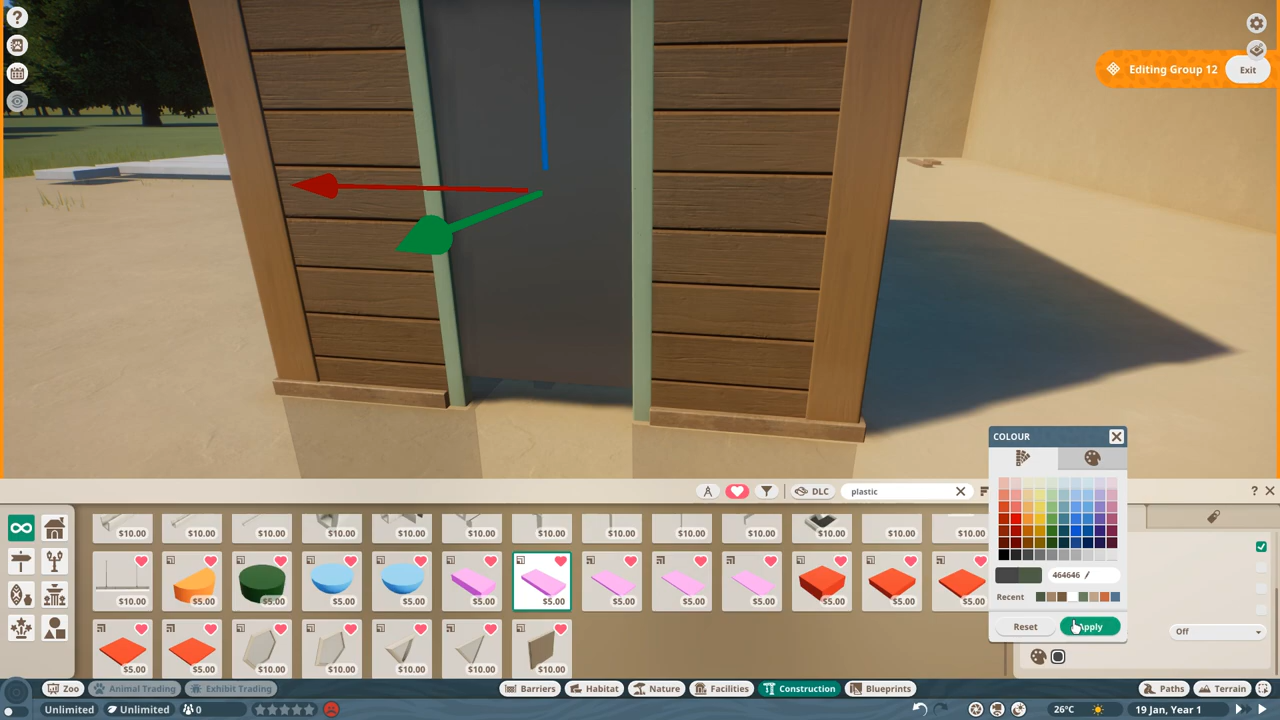 Editing Group 12
Exit
COLOUR
DLC
plastic
$10.00 $10.00 $10.00 $10.00 $10.00 $10.00 $10.00 $10.00 $10.00 $10.00 $10.00 $10.00 $10.00
$10.00 $5.00 $5.00 $5.00 $5.00 $5.00 $5.00 $5.00 $5.00 $5.00 $5.00 $5.00 $5.00
464646 /
Recent
Reset Apply
Off
$5.00 $5.00 $10.00 $10.00 $10.00 $10.00 $10.00
Zoo Animal Trading Exhibit Trading Barriers Habitat Nature Facilities Construction Blueprints Paths Terrain
Unlimited Unlimited 0 26°C 19 Jan, Year 1